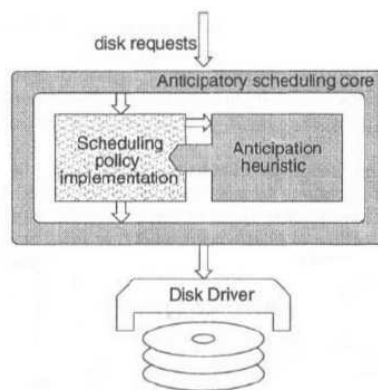 disk requests
Anticipatory scheduling core
Scheduling
policy
implementation
Anticipation
heuristic
Disk Driver